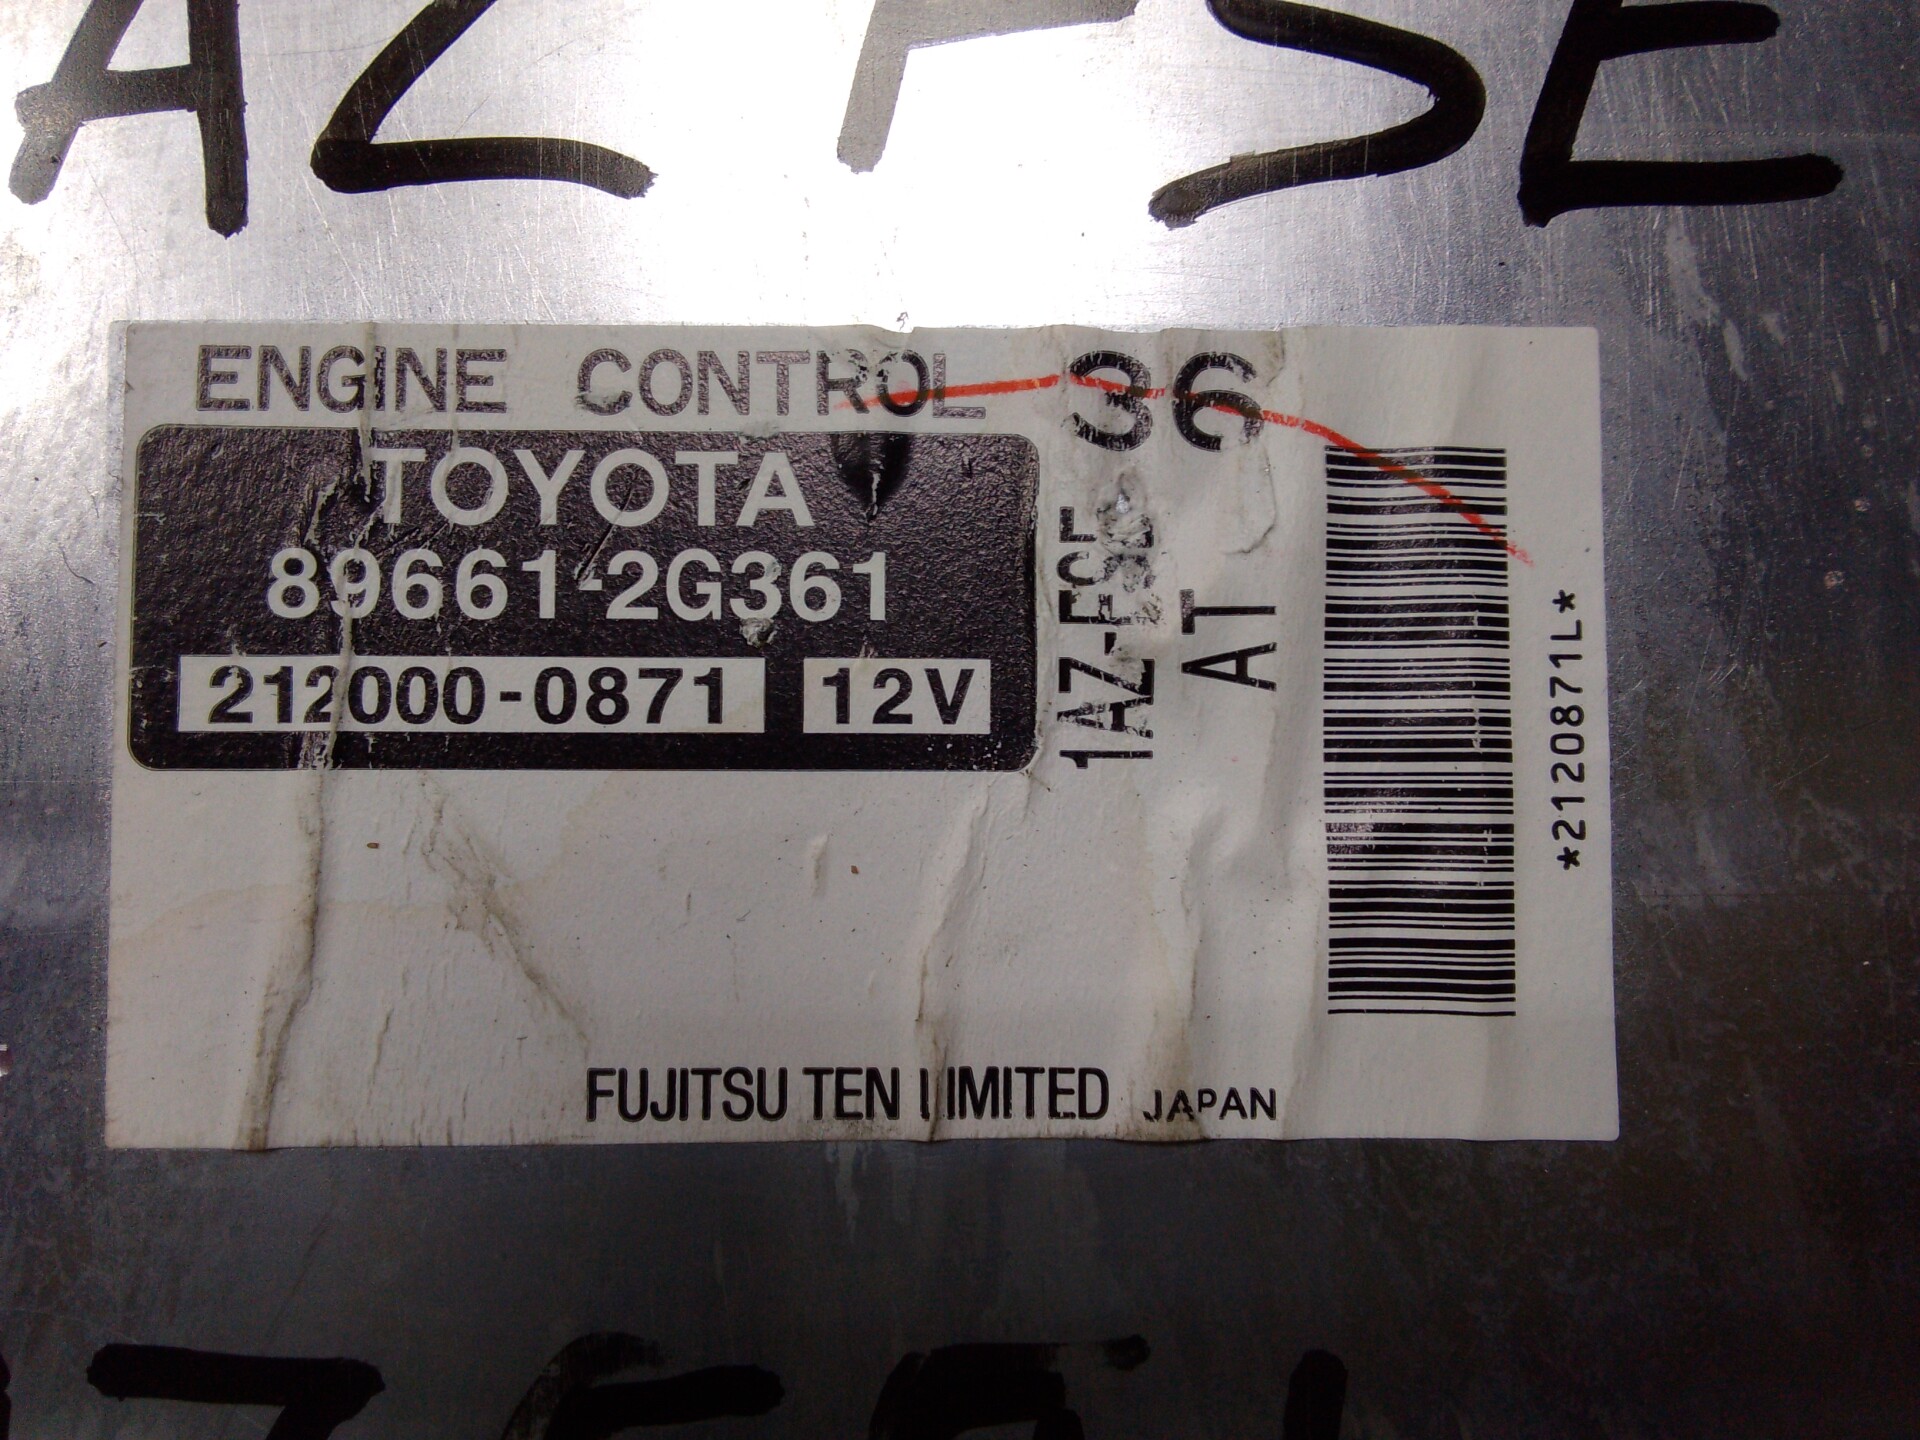 AZ FSE
ENGINE CONTROL 36
TOYOTA
89661-2G361
212000-0871 12V
1AZ-FSE
AT
*2120871L*
FUJITSU TEN LIMITED JAPAN